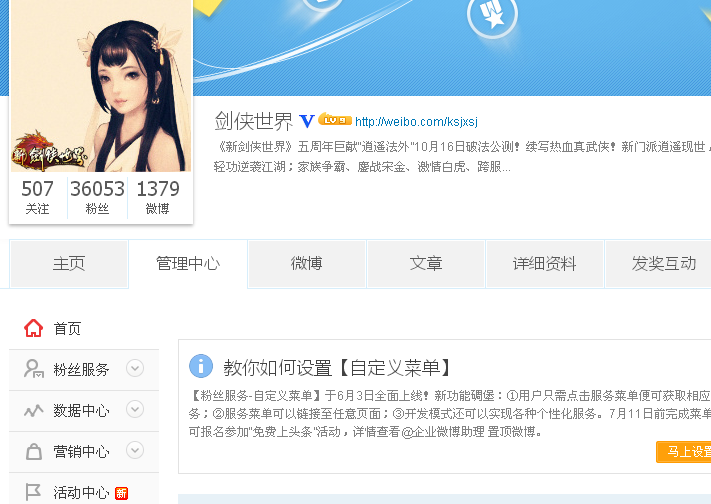 新剑侠世界
剑侠世界 V LV 9 http://weibo.com/ksjxsj
《新剑侠世界》五周年巨献"逍遥法外"10月16日破法公测！续写热血真武侠！新门派逍遥现世，
轻功逆袭江湖；家族争霸、鏖战宋金、激情白虎、跨服...
507 36053 1379
关注 粉丝 微博
主页 管理中心 微博 文章 详细资料 发奖互动
首页
粉丝服务
数据中心
营销中心
活动中心 新
教你如何设置【自定义菜单】
【粉丝服务-自定义菜单】于6月3日全面上线！新功能碉堡：①用户只需点击服务菜单便可获取相应
务；②服务菜单可以链接至任意页面；③开发模式还可以实现各种个性化服务。7月11日前完成菜单
可报名参加"免费上头条"活动，详情查看@企业微博助理 置顶微博。
马上设置